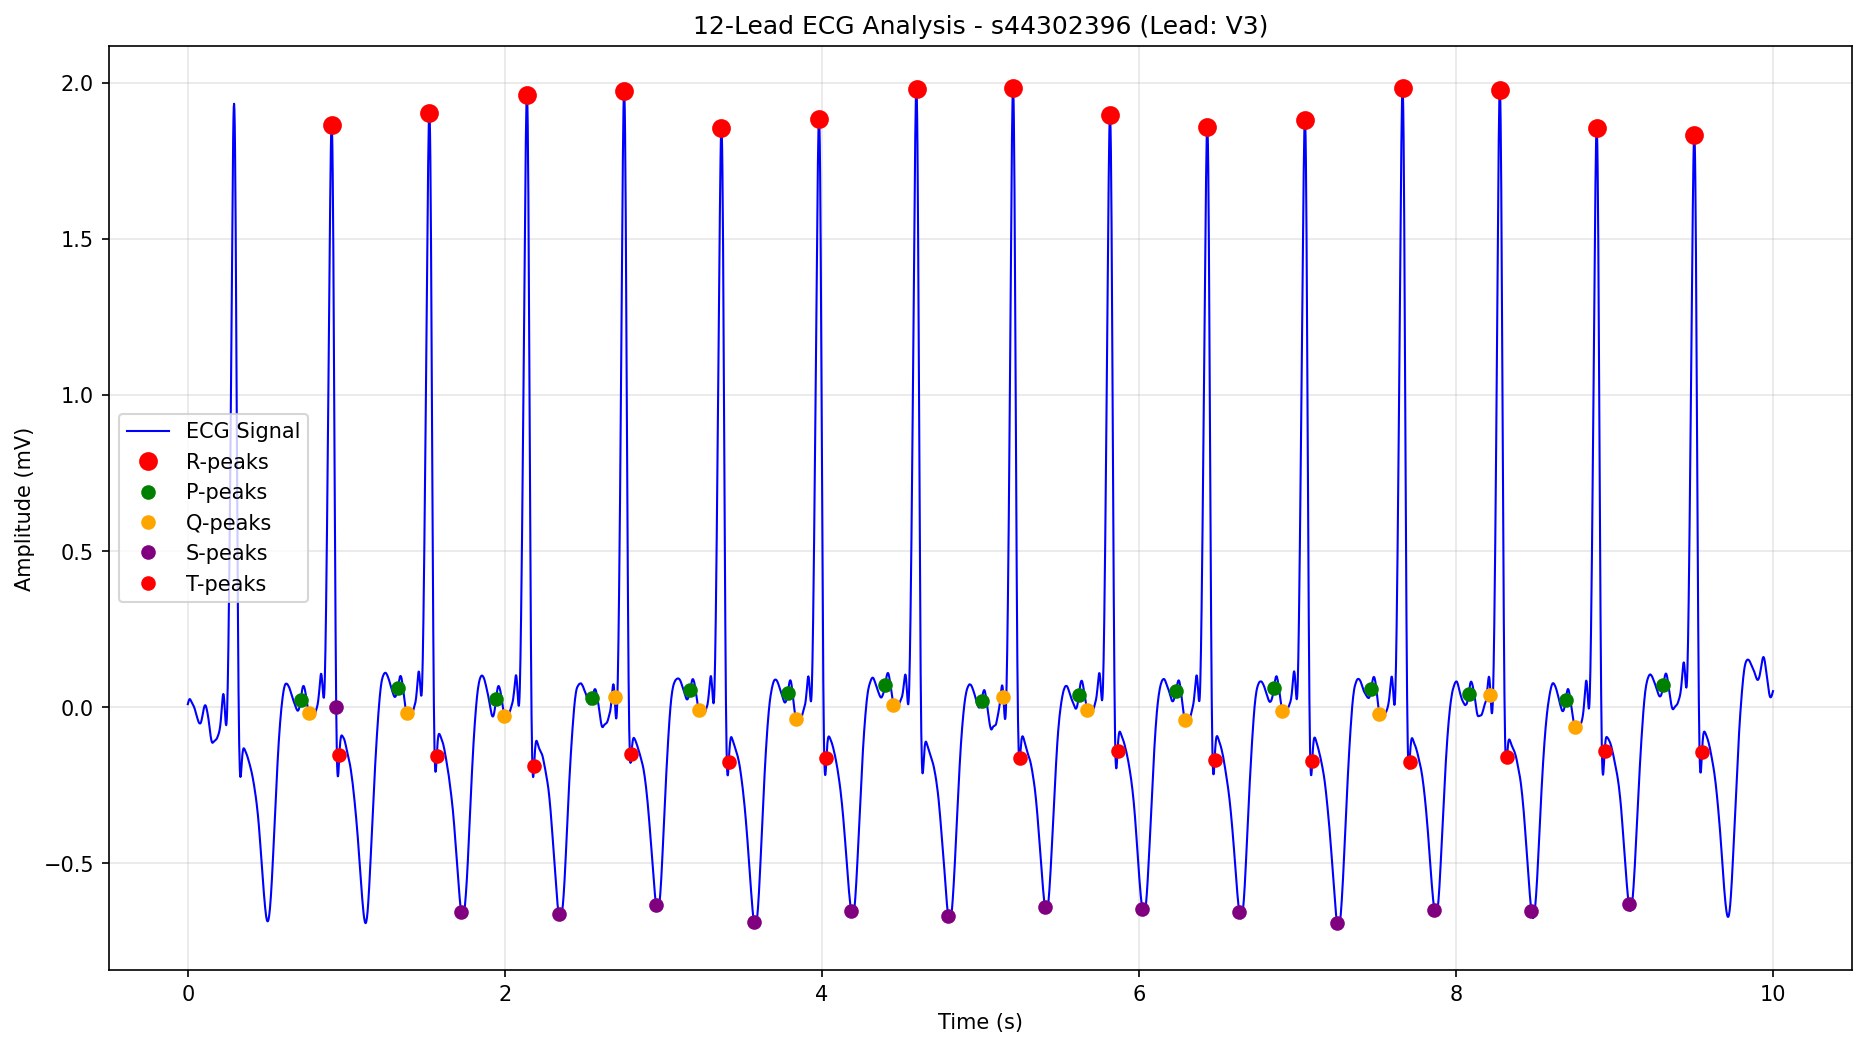 12-Lead ECG Analysis - s44302396 (Lead: V3)
2.0
1.5
1.0
0.5
0.0
−0.5
Amplitude (mV)
ECG Signal
R-peaks
P-peaks
Q-peaks
S-peaks
T-peaks
0 2 4 6 8 10
Time (s)